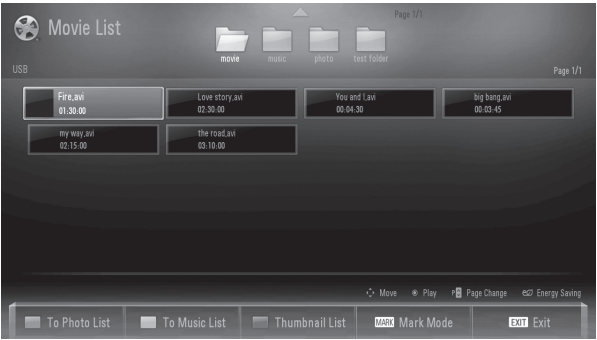 Movie List
Page 1/1
movie
music
photo
test folder
USB
Page 1/1
Fire,avi
01:30:00
Love story,avi
02:30:00
You and I,avi
00:04:30
big bang,avi
00:03:45
my way,avi
02:15:00
the road,avi
03:10:00
Move
Play
P
Page Change
Energy Saving
To Photo List
To Music List
Thumbnail List
MARK Mark Mode
EXIT Exit